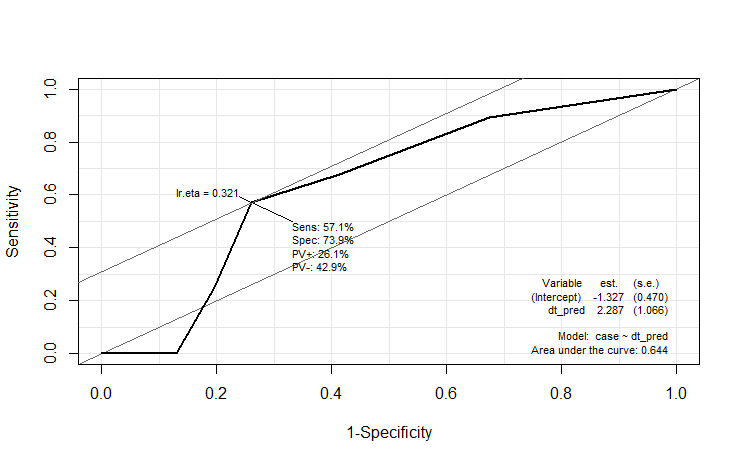 Sensitivity
1.0
0.8
0.6
0.4
0.2
0.0
lr.eta = 0.321
Sens: 57.1%
Spec: 73.9%
PV+: 26.1%
PV-: 42.9%
Variable est. (s.e.)
(Intercept) -1.327 (0.470)
dt_pred 2.287 (1.066)
Model: case ~ dt_pred
Area under the curve: 0.644
0.0 0.2 0.4 0.6 0.8 1.0
1-Specificity